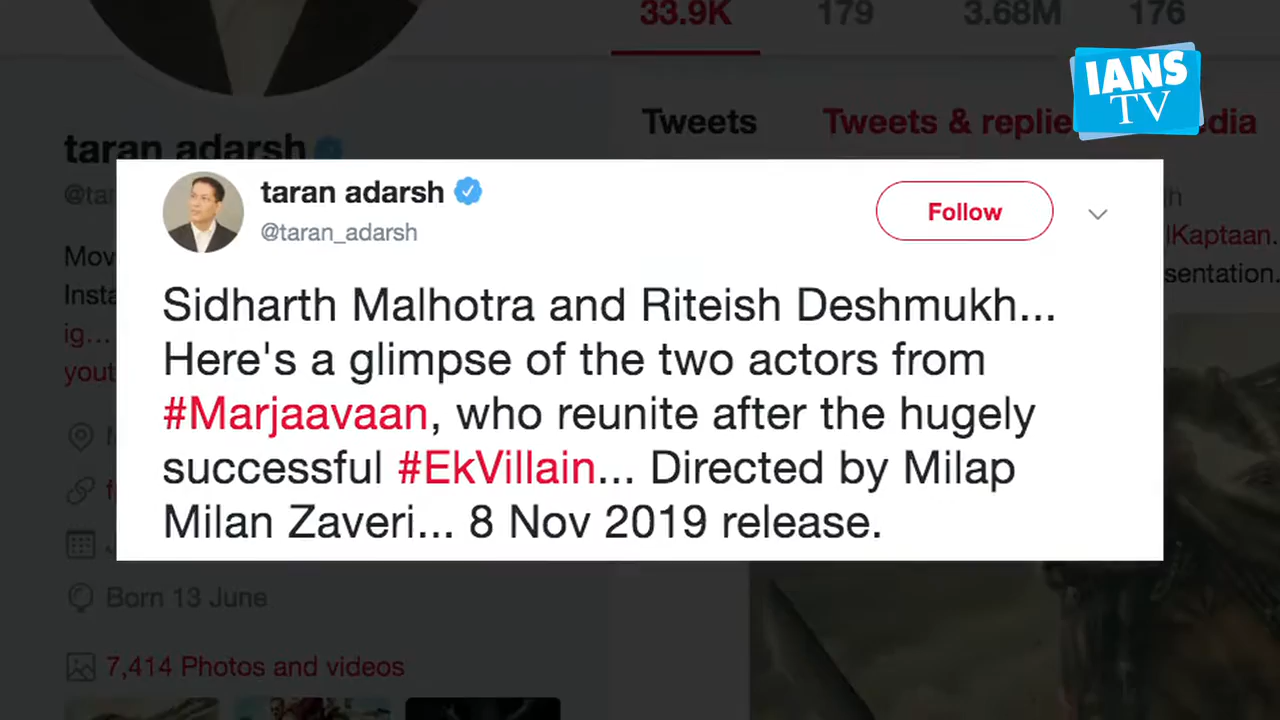 33.9K 179 3.68M 176
IANS
TV
Tweets Tweets & replie dia
taran adarsh
taran adarsh
Follow
@taran_adarsh
@tar
Mov
lKaptaan.
Insta
sentation.
ig...
yout
Sidharth Malhotra and Riteish Deshmukh...
Here's a glimpse of the two actors from
#Marjaavaan, who reunite after the hugely
successful #EkVillain... Directed by Milap
Milan Zaveri... 8 Nov 2019 release.
Born 13 June
7,414 Photos and videos